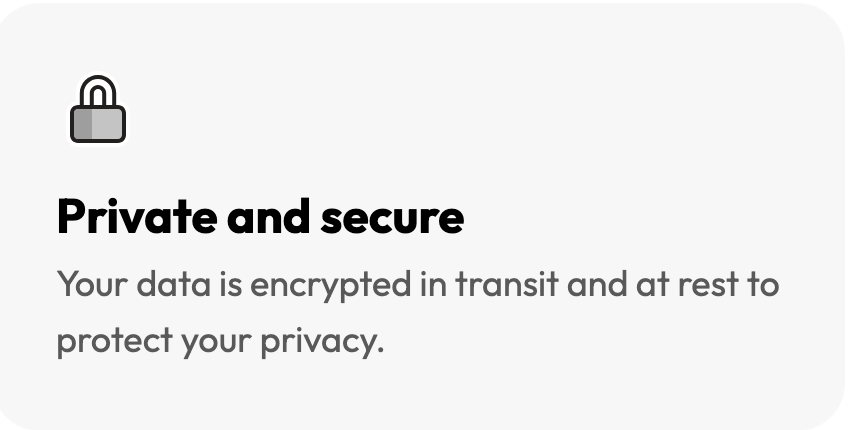 Private and secure
Your data is encrypted in transit and at rest to
protect your privacy.